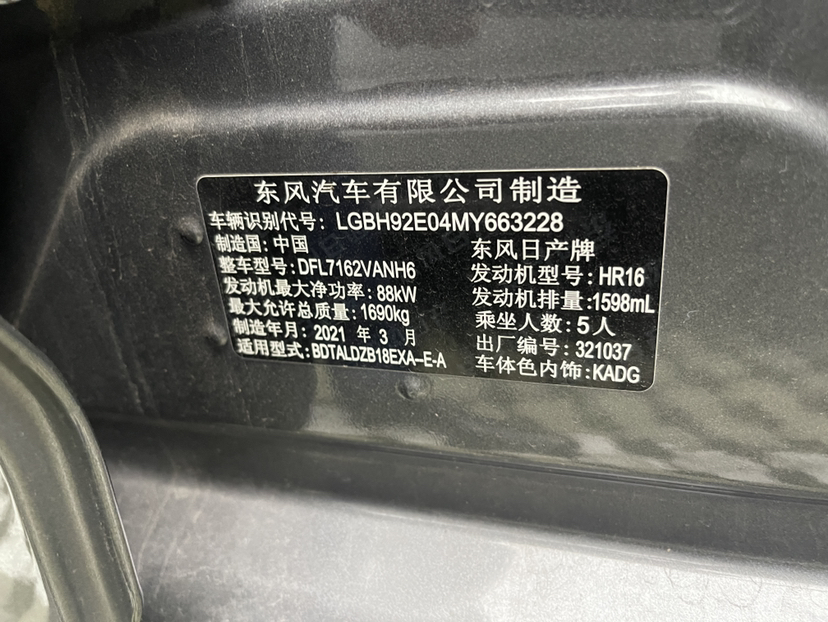 东风汽车有限公司制造
车辆识别代号: LGBH92E04MY663228
制造国: 中国 东风日产牌
整车型号: DFL7162VANH6 发动机型号: HR16
发动机最大净功率: 88kW 发动机排量: 1598mL
最大允许总质量: 1690kg 乘坐人数: 5人
制造年月: 2021 年 3 月 出厂编号: 321037
适用型式: BDTALDZB18EXA-E-A 车体色内饰: KADG